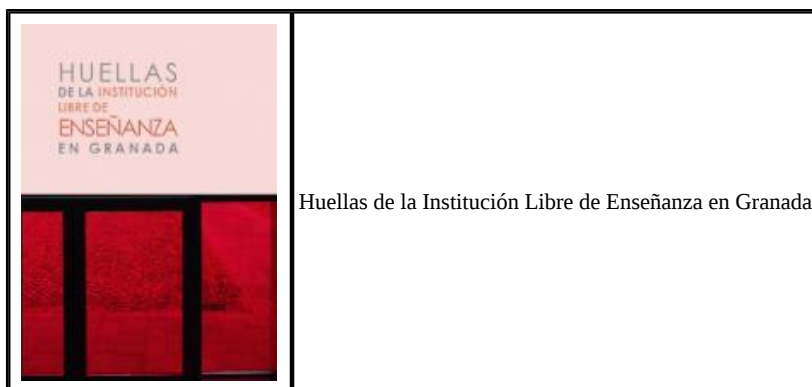 HUELLAS
DE LA INSTITUCIÓN
LIBRE DE
ENSEÑANZA
EN GRANADA
Huellas de la Institución Libre de Enseñanza en Granada